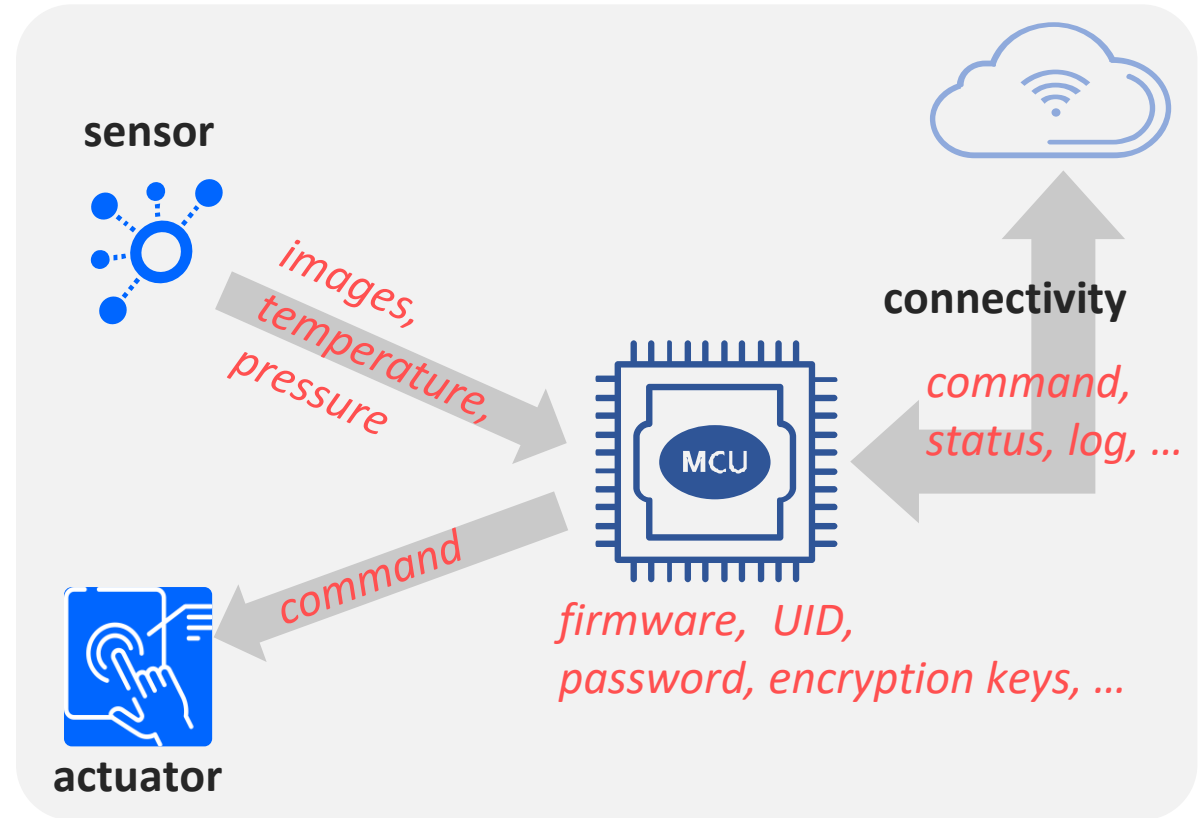 sensor
images,
temperature,
pressure
connectivity
command,
status, log, ...
MCU
command
firmware, UID,
password, encryption keys, ...
actuator